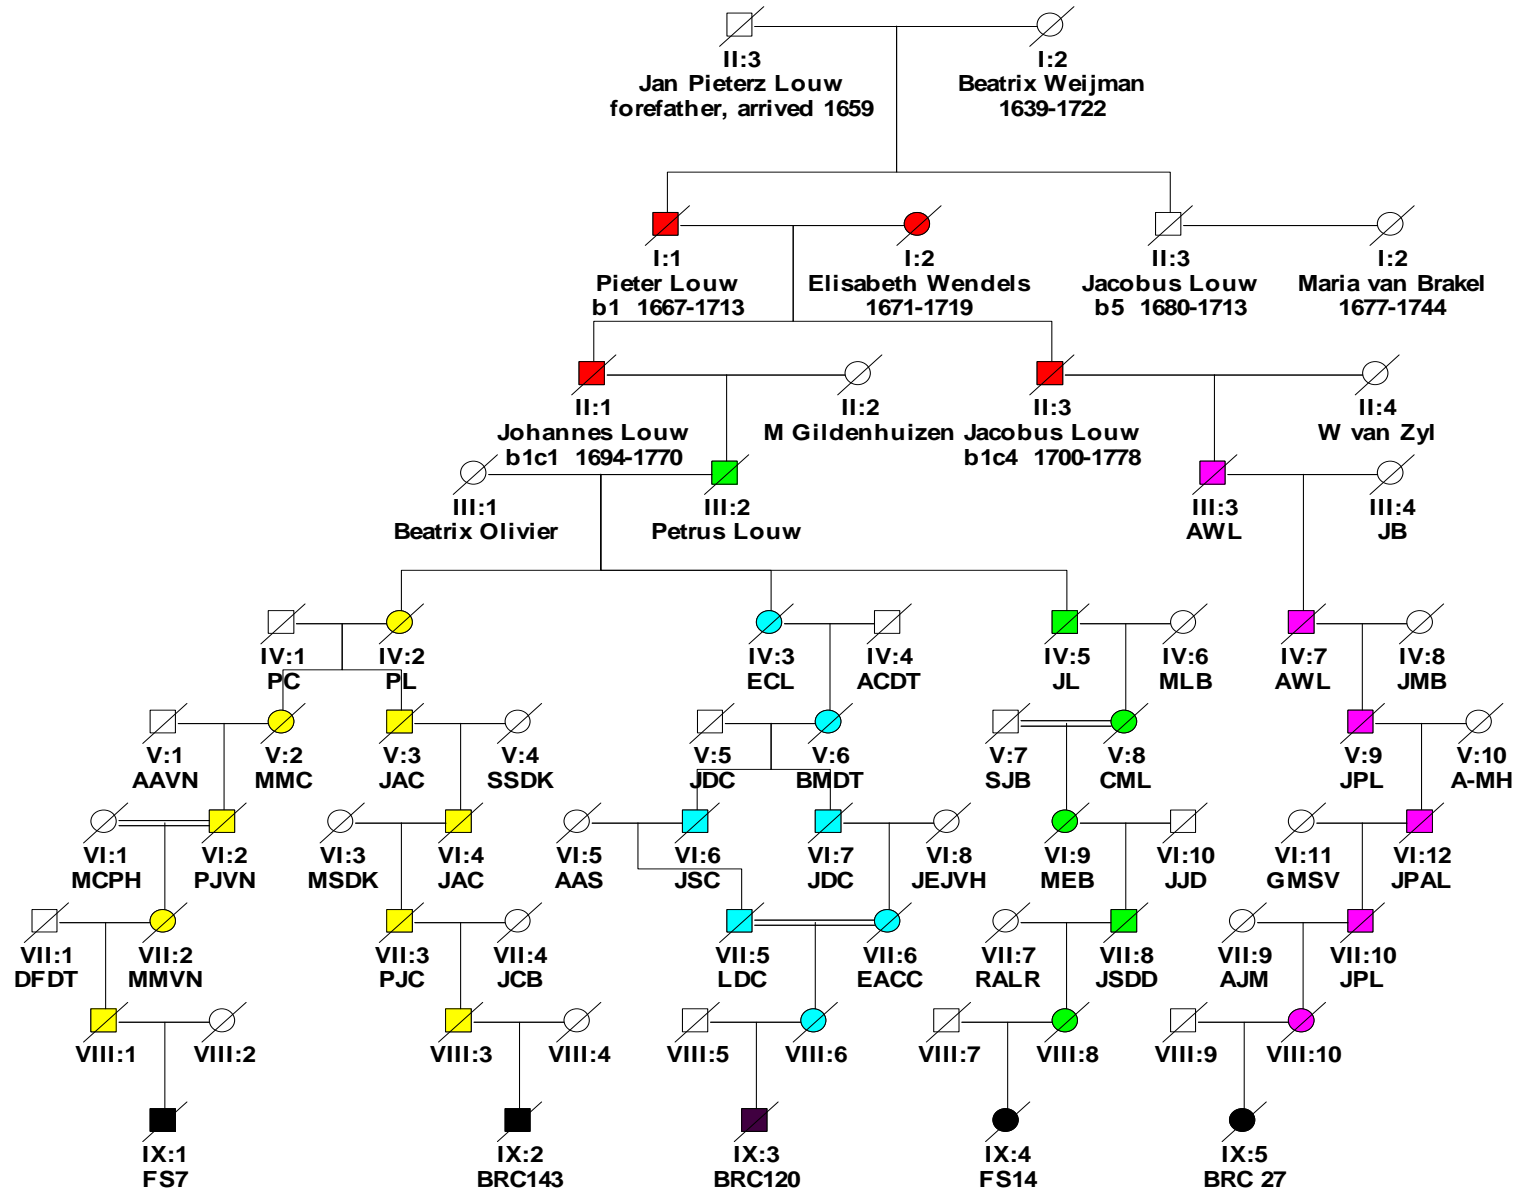 II:3 I:2
Jan Pieterz Louw Beatrix Weijman
forefather, arrived 1659 1639-1722
I:1 I:2 II:3 I:2
Pieter Louw Elisabeth Wendels Jacobus Louw Maria van Brakel
b1 1667-1713 1671-1719 b5 1680-1713 1677-1744
II:1 II:2 II:3 II:4
Johannes Louw M Gildenhuizen Jacobus Louw W van Zyl
b1c1 1694-1770 b1c4 1700-1778
III:1 III:2 III:3 III:4
Beatrix Olivier Petrus Louw AWL JB
IV:1 IV:2 IV:3 IV:4 IV:5 IV:6 IV:7 IV:8
PC PL ECL ACDT JL MLB AWL JMB
V:1 V:2 V:3 V:4 V:5 V:6 V:7 V:8 V:9 V:10
AAVN MMC JAC SSDK JDC BMDT SJB CML JPL A-MH
VI:1 VI:2 VI:3 VI:4 VI:5 VI:6 VI:7 VI:8 VI:9 VI:10 VI:11 VI:12
MCPH PJVN MSDK JAC AAS JSC JDC JEJVH MEB JJD GMSV JPAL
VII:1 VII:2 VII:3 VII:4 VII:5 VII:6 VII:7 VII:8 VII:9 VII:10
DFDT MMVN PJC JCB LDC EACC RALR JSDD AJM JPL
VIII:1 VIII:2 VIII:3 VIII:4 VIII:5 VIII:6 VIII:7 VIII:8 VIII:9 VIII:10
IX:1 IX:2 IX:3 IX:4 IX:5
FS7 BRC143 BRC120 FS14 BRC 27